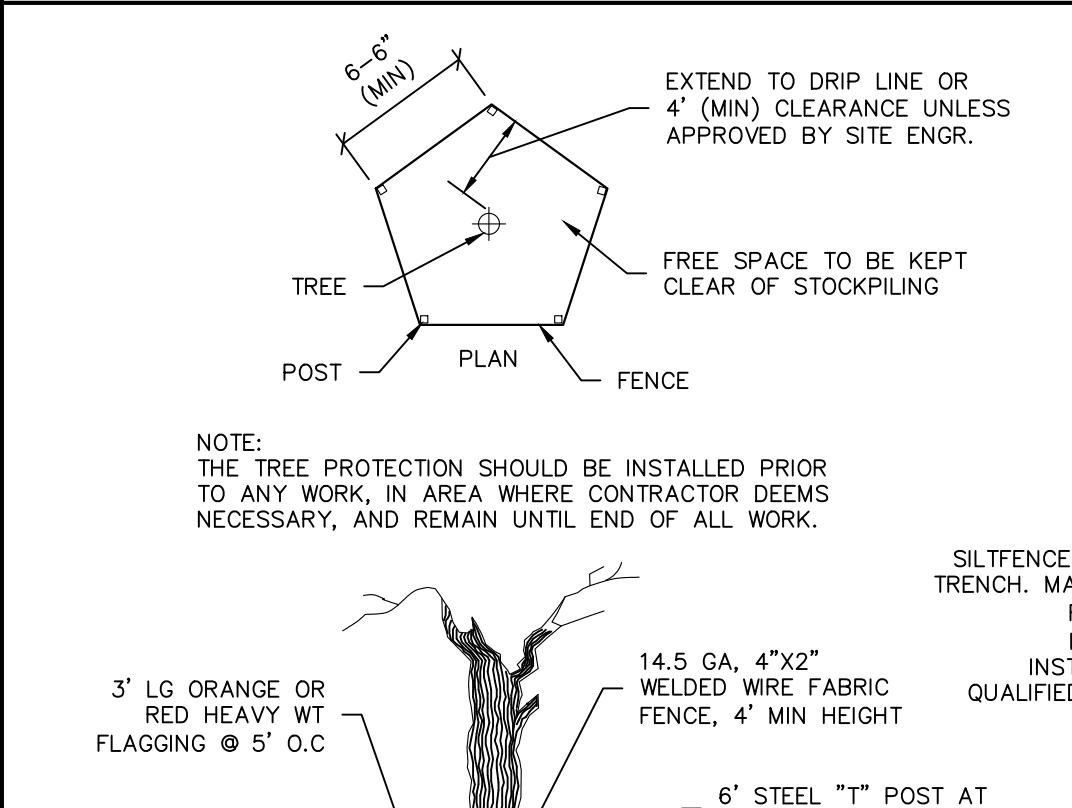 6-6"
(MIN)
EXTEND TO DRIP LINE OR
4' (MIN) CLEARANCE UNLESS
APPROVED BY SITE ENGR.
FREE SPACE TO BE KEPT
CLEAR OF STOCKPILING
TREE
POST
PLAN
FENCE
NOTE:
THE TREE PROTECTION SHOULD BE INSTALLED PRIOR
TO ANY WORK, IN AREA WHERE CONTRACTOR DEEMS
NECESSARY, AND REMAIN UNTIL END OF ALL WORK.
SILTFENCE
TRENCH. MA
INST
QUALIFIED
14.5 GA, 4"X2"
WELDED WIRE FABRIC
FENCE, 4' MIN HEIGHT
3' LG ORANGE OR
RED HEAVY WT
FLAGGING @ 5' O.C
6' STEEL "T" POST AT